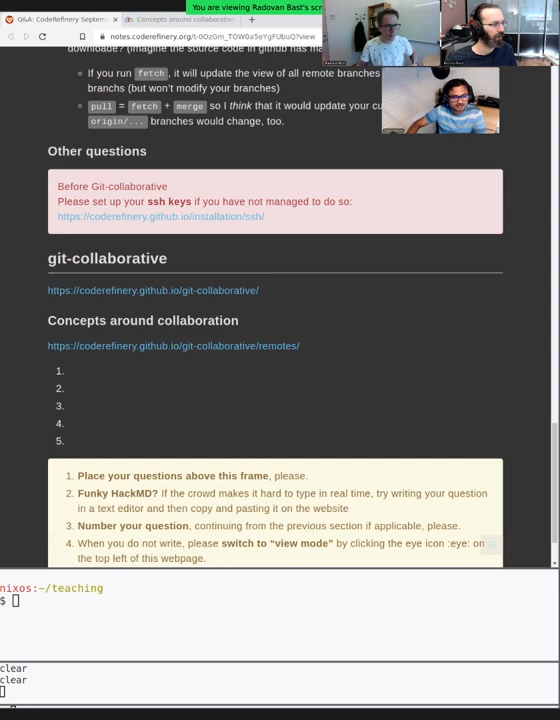 You are viewing Radovan Bast's scr
Q&A: CodeRefinery Septem
Concepts around collaboration
notes.coderefinery.org/t-0OzGm_TOW0a5eYgFUbuQ?view
If you run fetch, it will update the view of all remote branches
branchs (but won't modify your branches)
pull = fetch + merge so I think that it would update your cu
origin/... branches would change, too.
Other questions
Before Git-collaborative
Please set up your ssh keys if you have not managed to do so:
https://coderefinery.github.io/installation/ssh/
git-collaborative
https://coderefinery.github.io/git-collaborative/
Concepts around collaboration
https://coderefinery.github.io/git-collaborative/remotes/
1.
2.
3.
4.
5.
1. Place your questions above this frame, please.
2. Funky HackMD? If the crowd makes it hard to type in real time, try writing your question
in a text editor and then copy and pasting it on the website
3. Number your question, continuing from the previous section if applicable, please.
4. When you do not write, please switch to "view mode" by clicking the eye icon :eye: on
the top left of this webpage.
nixos:~/teaching
$
clear
clear